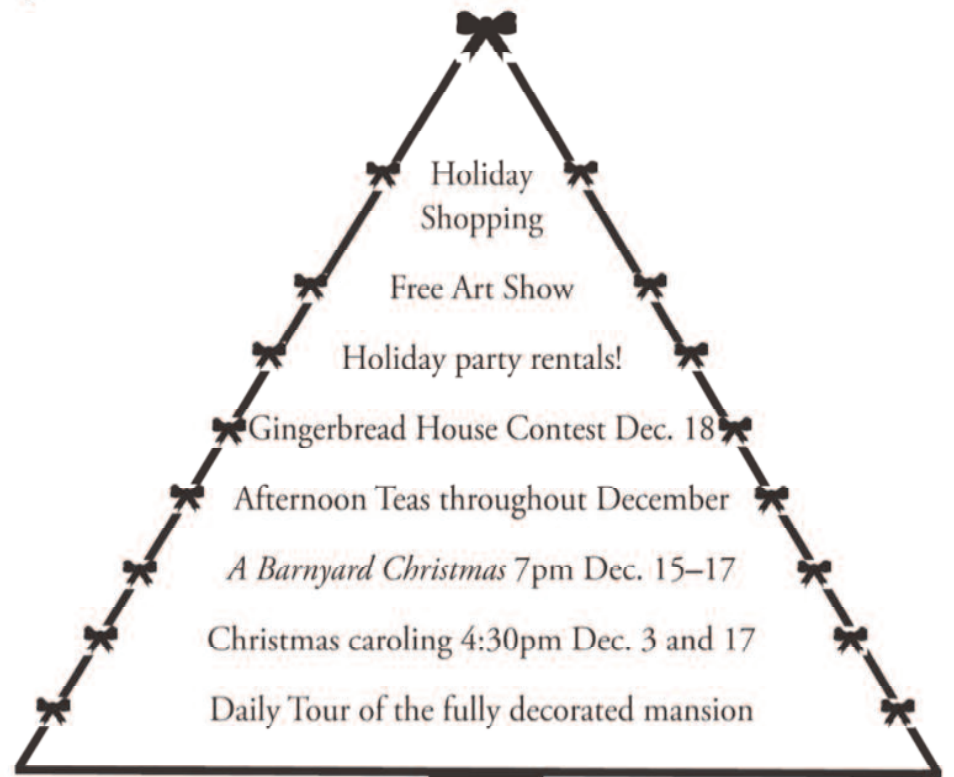 Holiday
Shopping
Free Art Show
Holiday party rentals!
Gingerbread House Contest Dec. 18
Afternoon Teas throughout December
A Barnyard Christmas 7pm Dec. 15–17
Christmas caroling 4:30pm Dec. 3 and 17
Daily Tour of the fully decorated mansion